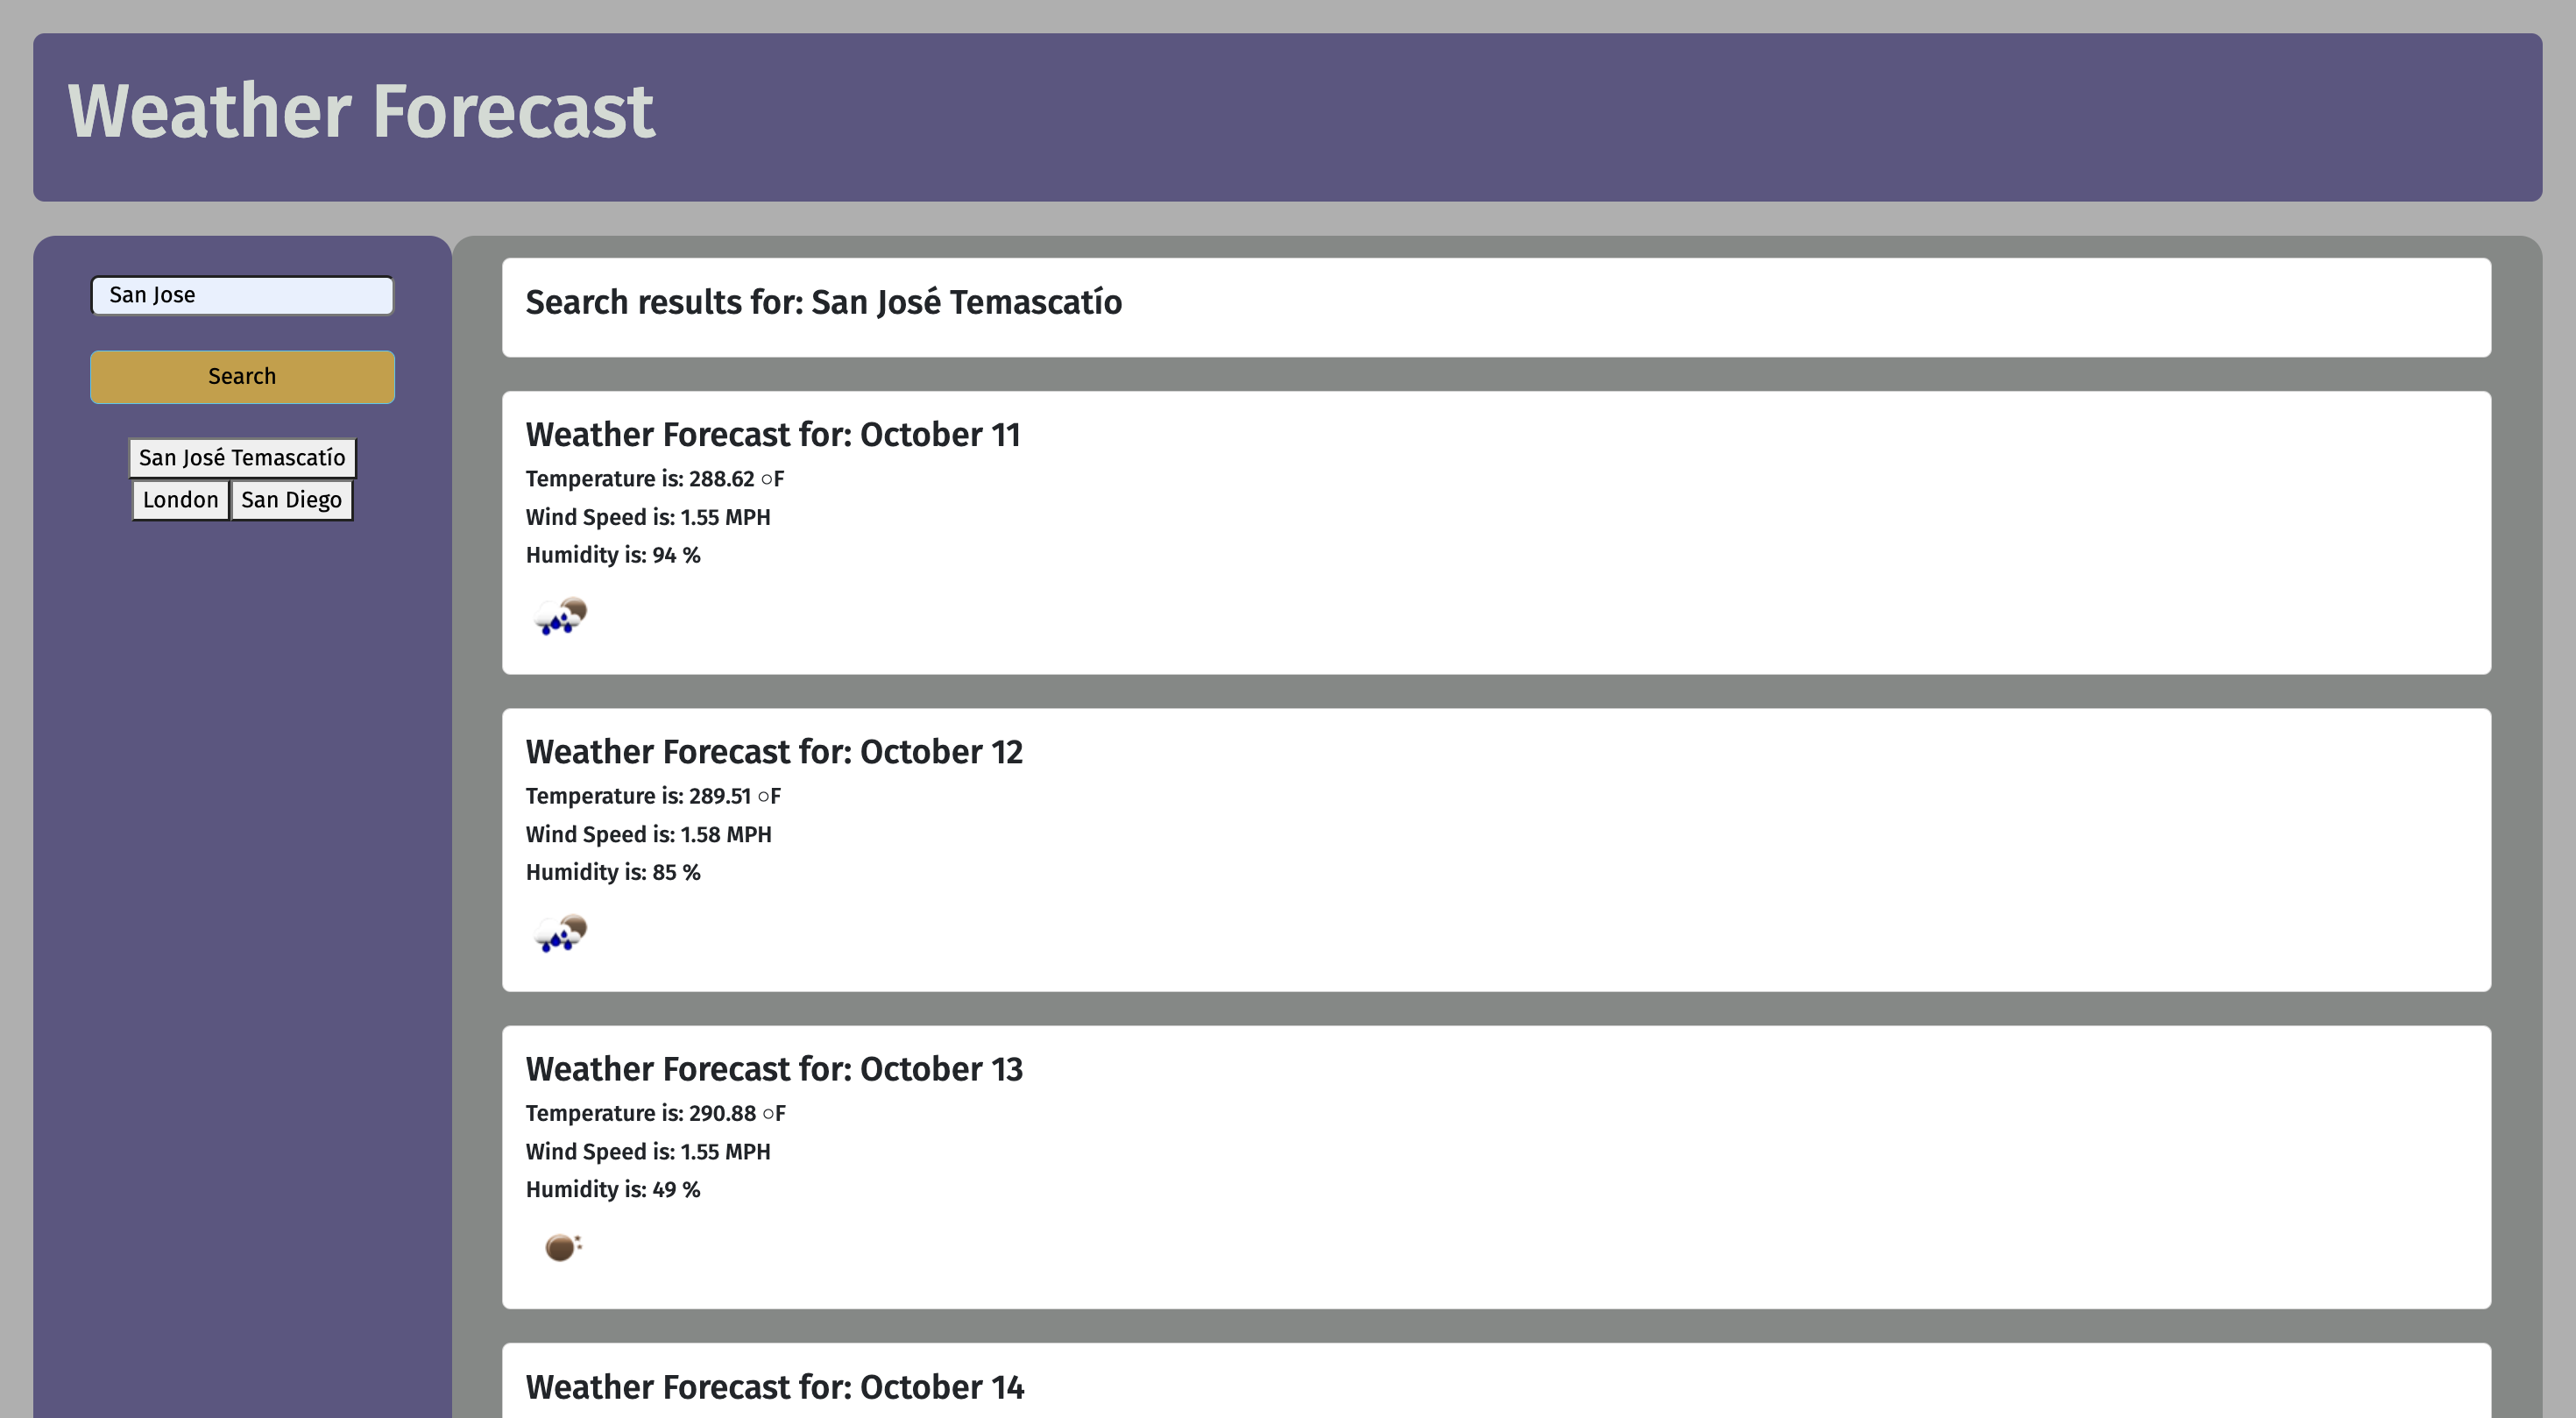 Weather Forecast
San Jose
Search
San José Temascatío
London San Diego
Search results for: San José Temascatío
Weather Forecast for: October 11
Temperature is: 288.62 ○F
Wind Speed is: 1.55 MPH
Humidity is: 94 %
Weather Forecast for: October 12
Temperature is: 289.51 ○F
Wind Speed is: 1.58 MPH
Humidity is: 85 %
Weather Forecast for: October 13
Temperature is: 290.88 ○F
Wind Speed is: 1.55 MPH
Humidity is: 49 %
Weather Forecast for: October 14